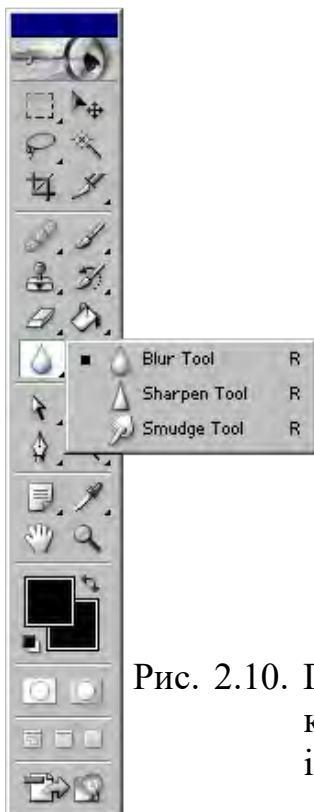 Blur Tool R
Sharpen Tool R
Smudge Tool R
Рис. 2.10.